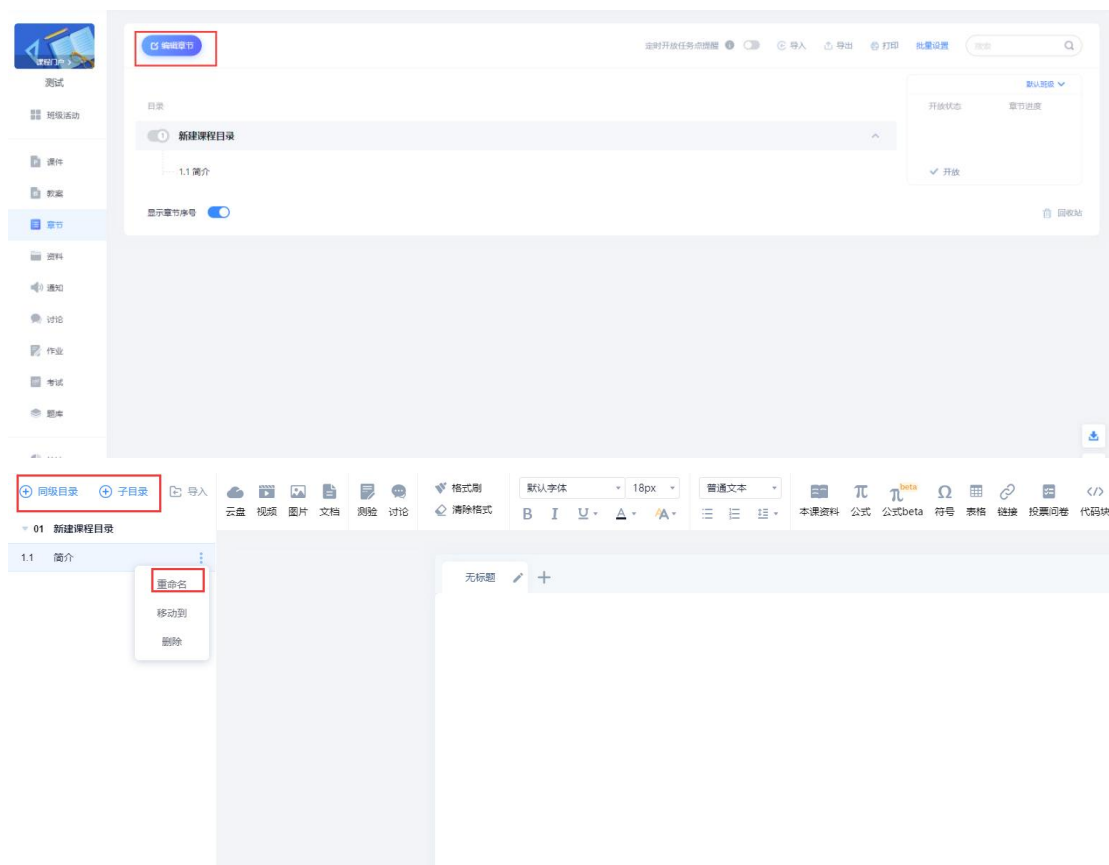 课程门户 >
测试
班级活动
课件
教案
章节
资料
通知
讨论
作业
考试
题库
编辑章节
定时开放任务点提醒 导入 导出 打印 批量设置 搜索
默认班级
目录 开放状态 章节进度
1 新建课程目录
1.1 简介 开放
显示章节序号 回收站
同级目录 子目录 导入
01 新建课程目录
1.1 简介
重命名
移动到
删除
云盘 视频 图片 文档 测验 讨论
格式刷
清除格式
默认字体 18px 普通文本
B I U A A
本课资料 公式 公式beta 符号 表格 链接 投票问卷 代码块
beta
无标题